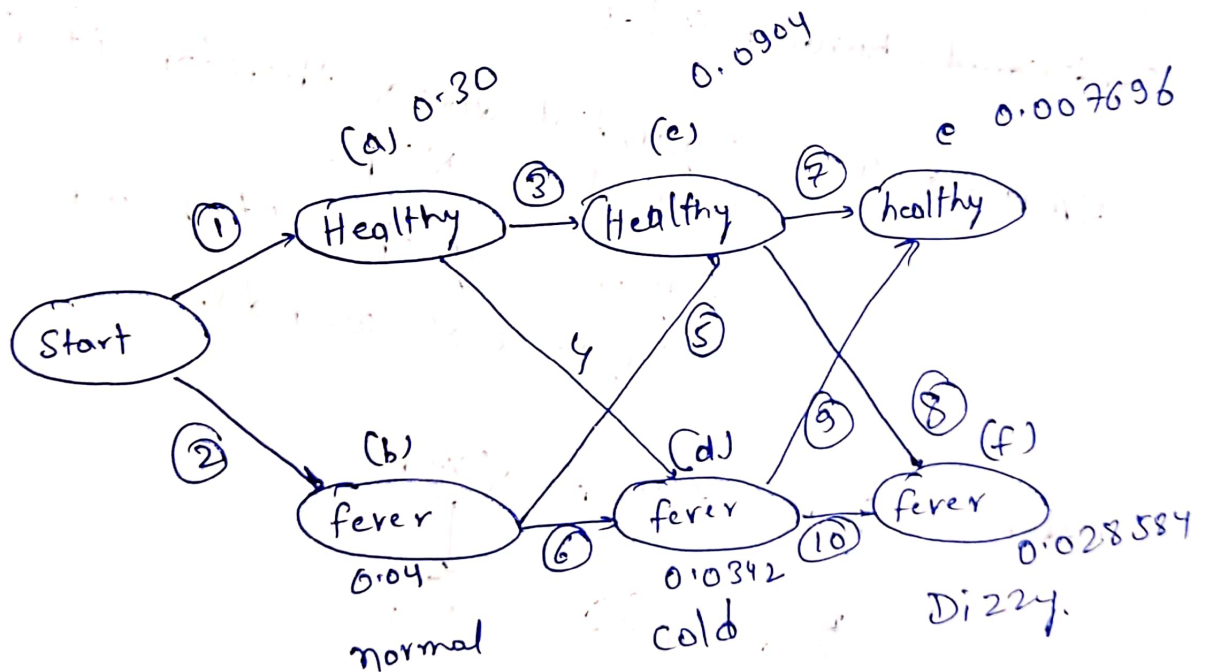 0.0904
0.30
(a).
(c)
e 0.007696
①
③
⑦
Healthy
Healthy
healthy
Start
4
⑤
②
⑨
⑧
(b)
(d)
(f)
fever
fever
fever
⑥
⑩
0.04
0.0342
0.028584
normal
cold
Dizzy.